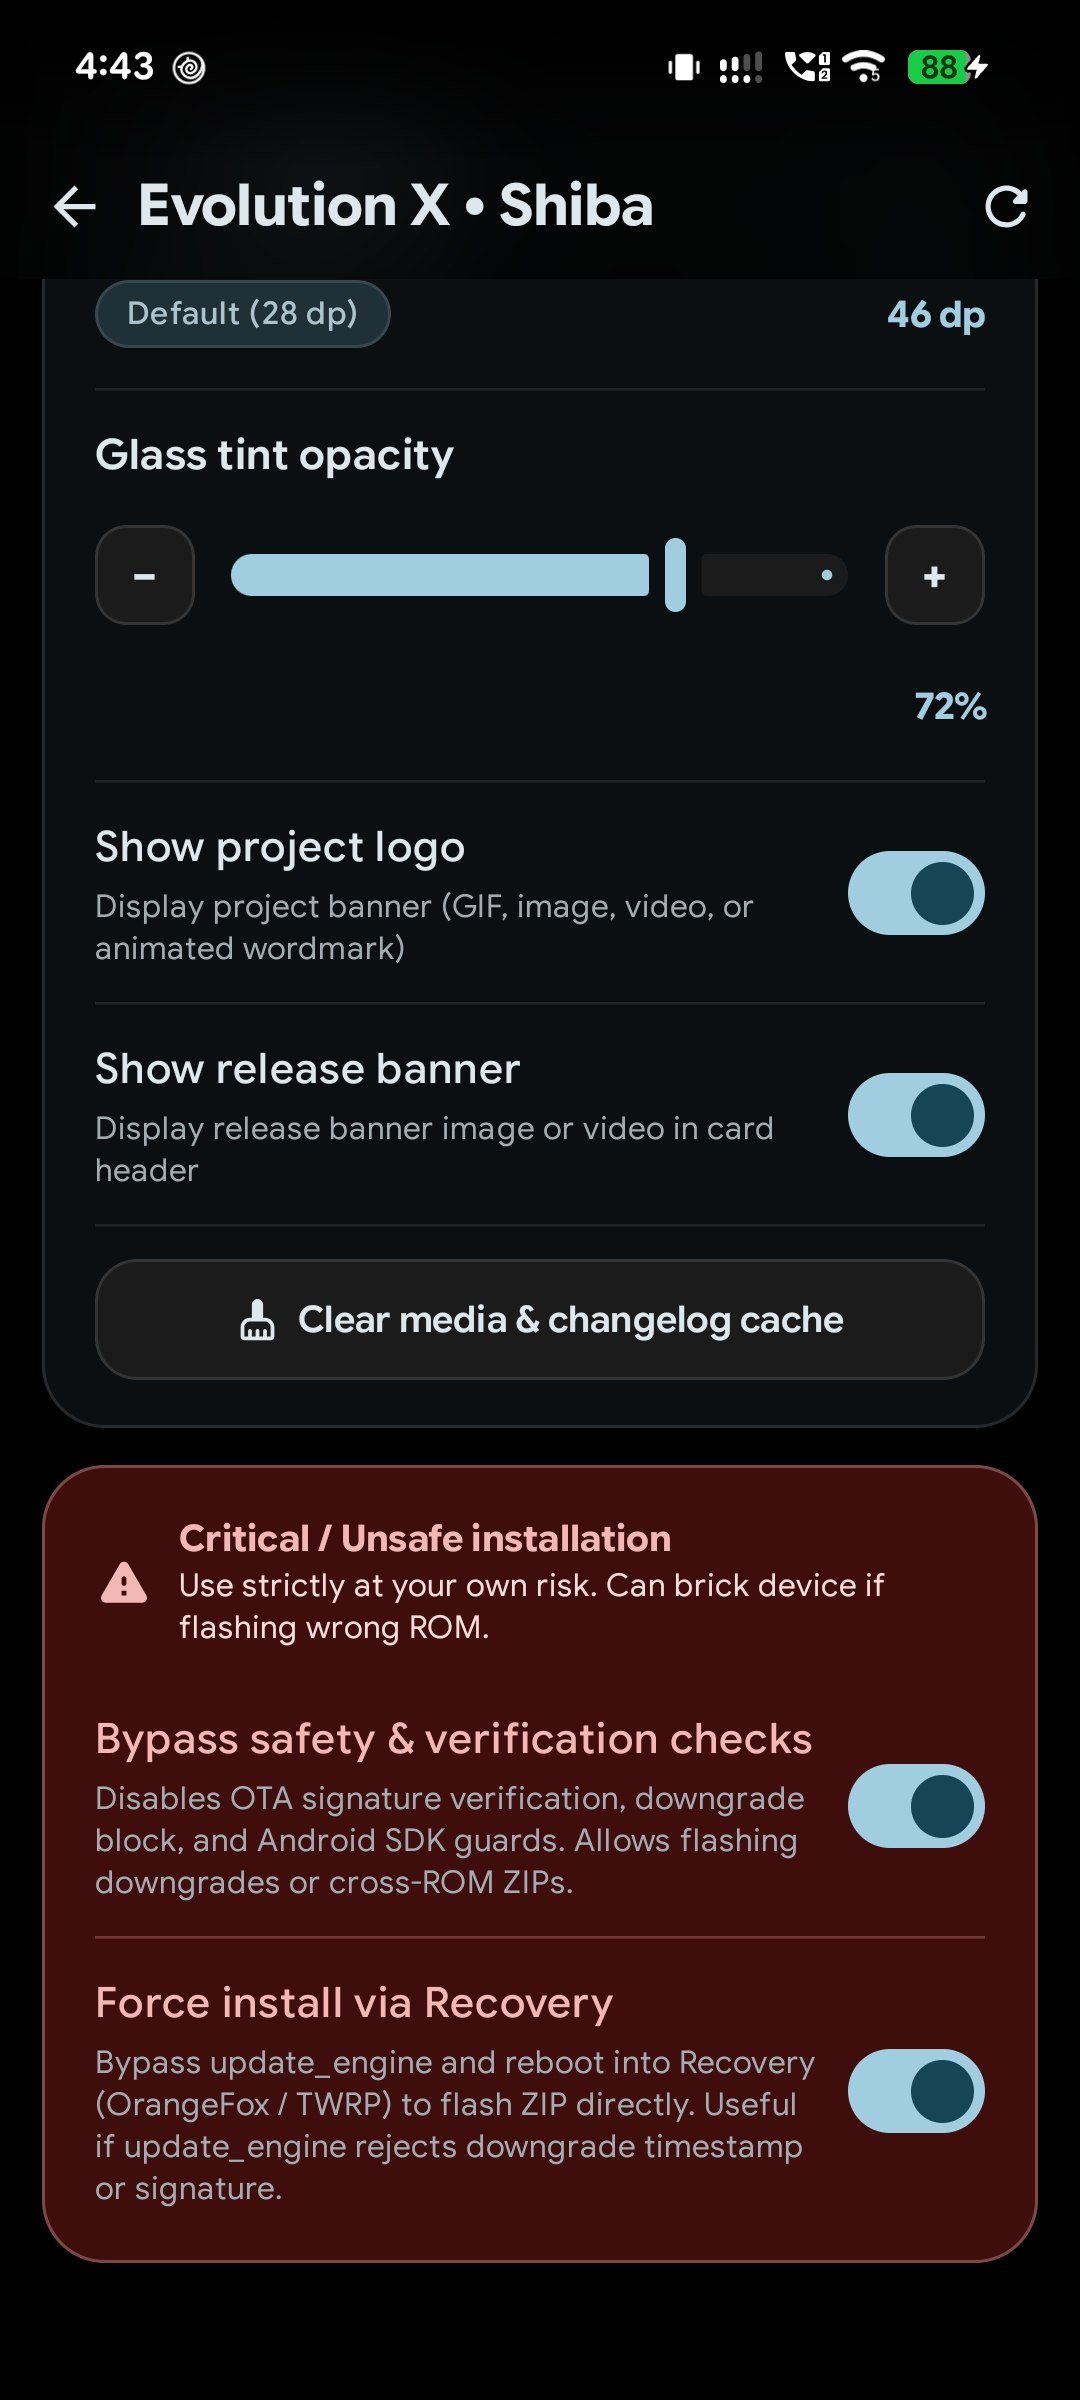 4:43
1
2
5
88
Evolution X • Shiba
Default (28 dp)
46 dp
Glass tint opacity
−
+
72%
Show project logo
Display project banner (GIF, image, video, or
animated wordmark)
Show release banner
Display release banner image or video in card
header
Clear media & changelog cache
Critical / Unsafe installation
Use strictly at your own risk. Can brick device if
flashing wrong ROM.
Bypass safety & verification checks
Disables OTA signature verification, downgrade
block, and Android SDK guards. Allows flashing
downgrades or cross-ROM ZIPs.
Force install via Recovery
Bypass update_engine and reboot into Recovery
(OrangeFox / TWRP) to flash ZIP directly. Useful
if update_engine rejects downgrade timestamp
or signature.